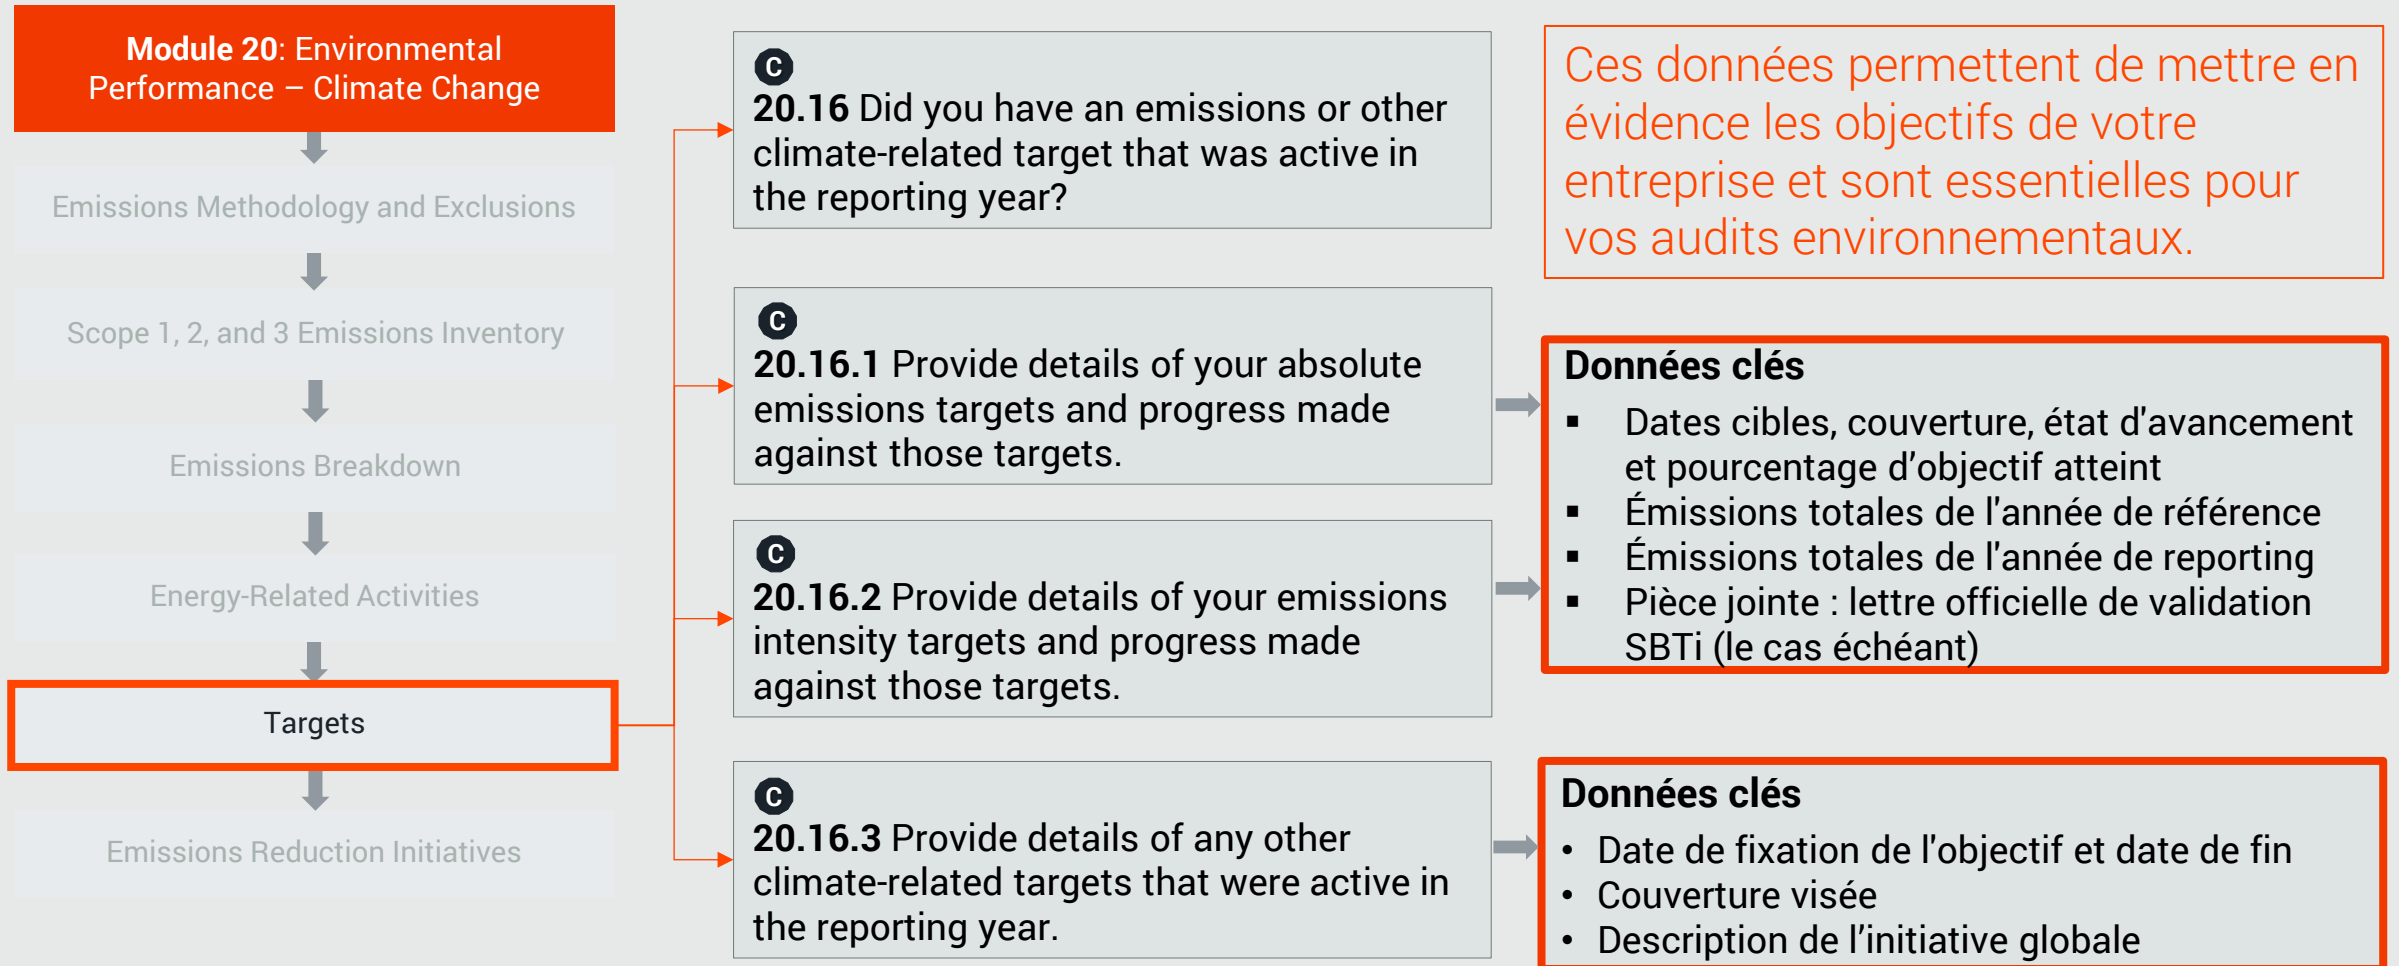 Module 20: Environmental
Performance – Climate Change
Emissions Methodology and Exclusions
Scope 1, 2, and 3 Emissions Inventory
Emissions Breakdown
Energy-Related Activities
Targets
Emissions Reduction Initiatives
C
20.16 Did you have an emissions or other
climate-related target that was active in
the reporting year?
C
20.16.1 Provide details of your absolute
emissions targets and progress made
against those targets.
C
20.16.2 Provide details of your emissions
intensity targets and progress made
against those targets.
C
20.16.3 Provide details of any other
climate-related targets that were active in
the reporting year.
Ces données permettent de mettre en
évidence les objectifs de votre
entreprise et sont essentielles pour
vos audits environnementaux.
Données clés
▪ Dates cibles, couverture, état d'avancement
et pourcentage d’objectif atteint
▪ Émissions totales de l'année de référence
▪ Émissions totales de l'année de reporting
▪ Pièce jointe : lettre officielle de validation
SBTi (le cas échéant)
Données clés
• Date de fixation de l'objectif et date de fin
• Couverture visée
• Description de l’initiative globale